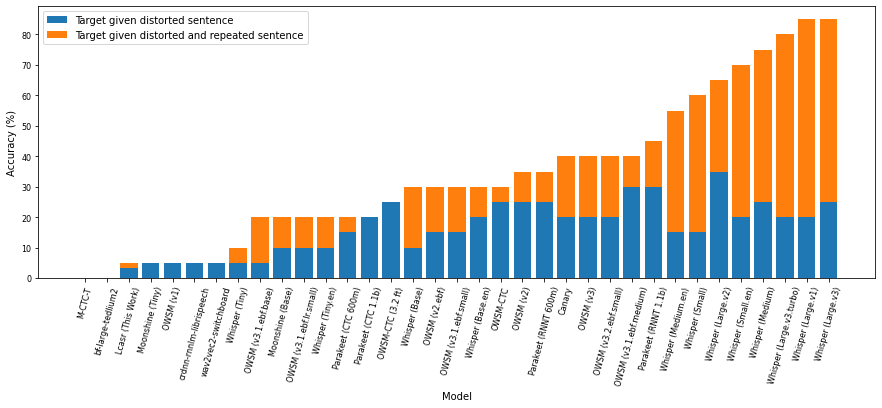 Target given distorted sentence
Target given distorted and repeated sentence
Accuracy (%)
80
70
60
50
40
30
20
10
0
M-CTC-T
bf-large-tedlium2
Lcasr (This Work)
Moonshine (Tiny)
OWSM (v1)
crdnn-rnnlm-librispeech
wav2vec2-switchboard
Whisper (Tiny)
OWSM (v3.1.ebf.base)
Moonshine (Base)
OWSM (v3.1.ebf.lr.small)
Whisper (Tiny.en)
Parakeet (CTC 600m)
Parakeet (CTC 1.1b)
OWSM-CTC (3.2 ft)
Whisper (Base)
OWSM (v2.ebf)
OWSM (v3.1.ebf.small)
Whisper (Base.en)
OWSM-CTC
OWSM (v2)
Parakeet (RNNT 600m)
Canary
OWSM (v3)
OWSM (v3.2.ebf.small)
OWSM (v3.1.ebf.medium)
Parakeet (RNNT 1.1b)
Whisper (Medium.en)
Whisper (Small)
Whisper (Large.v2)
Whisper (Small.en)
Whisper (Medium)
Whisper (Large.v3.turbo)
Whisper (Large.v1)
Whisper (Large.v3)
Model